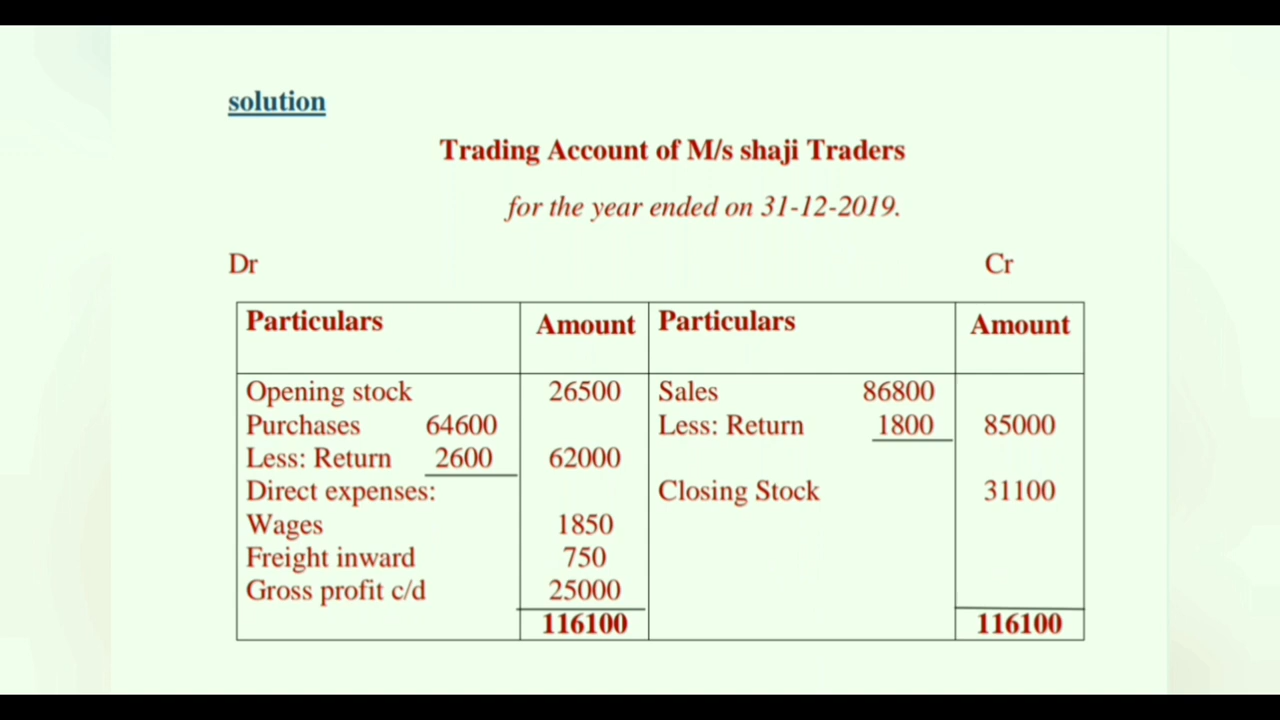 solution
Trading Account of M/s shaji Traders
for the year ended on 31-12-2019.
Dr Cr
Particulars Amount Particulars Amount
Opening stock 26500 Sales 86800
Purchases 64600 Less: Return 1800 85000
Less: Return 2600 62000
Direct expenses: Closing Stock 31100
Wages 1850
Freight inward 750
Gross profit c/d 25000
116100 116100